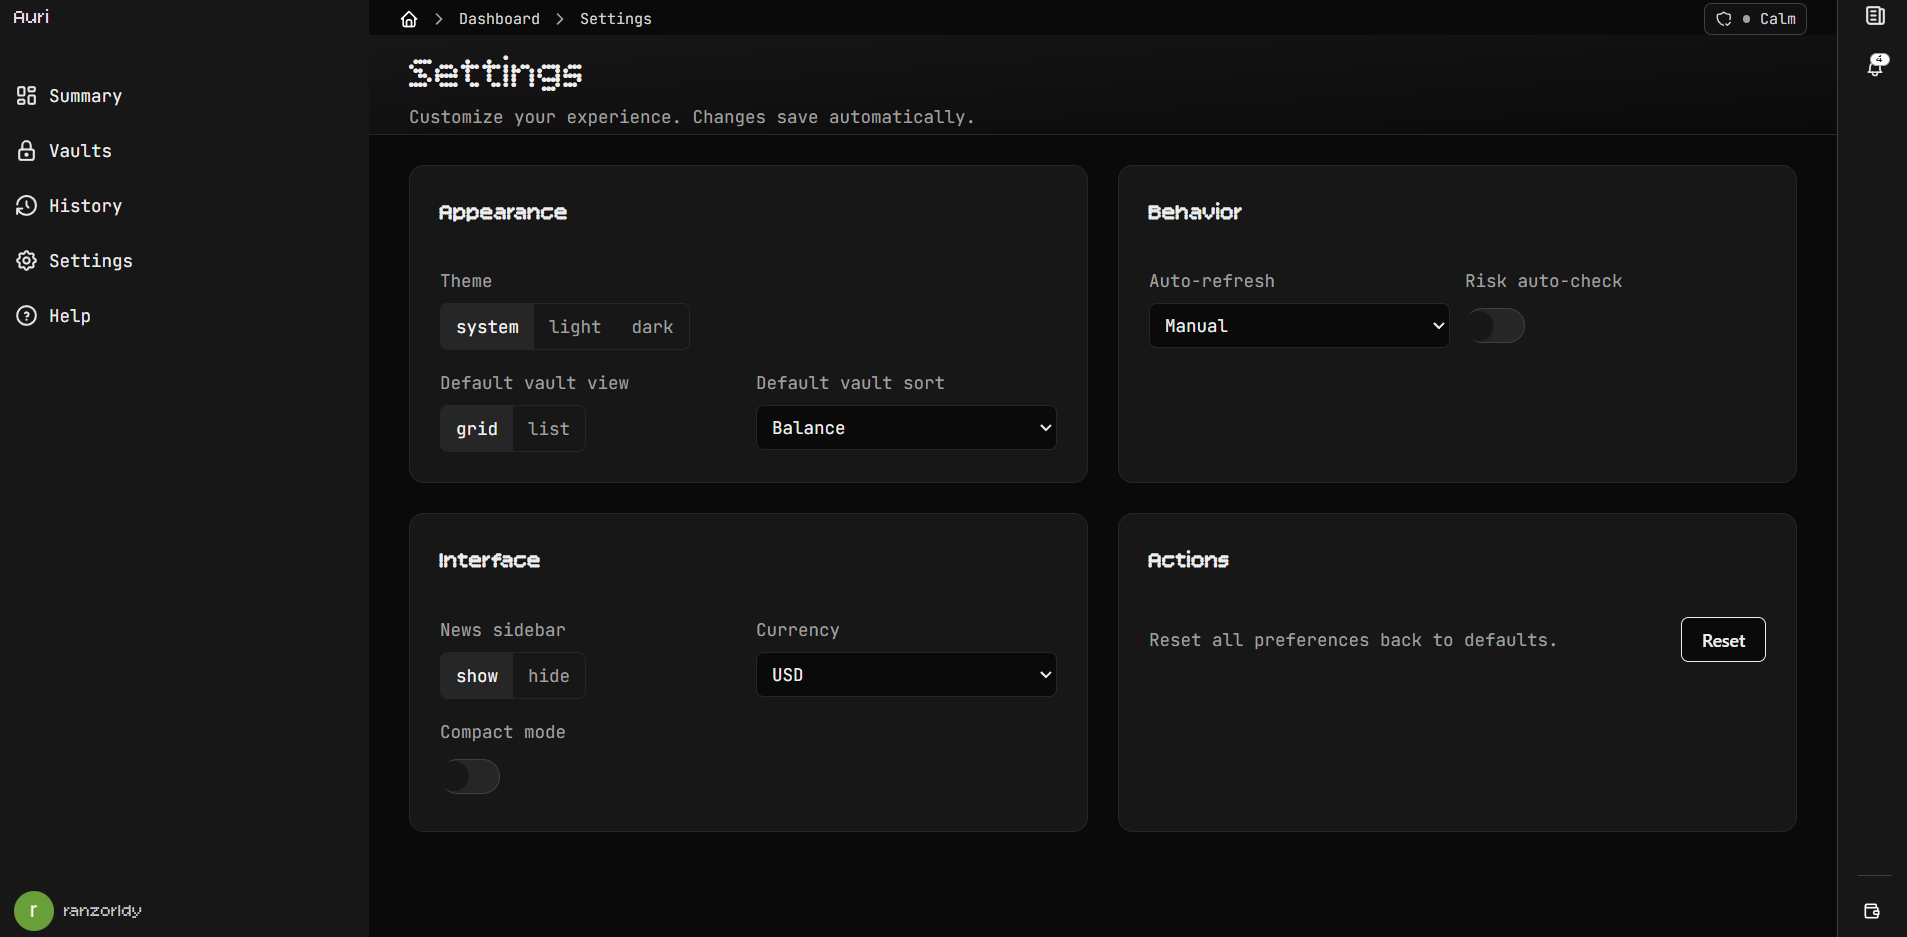 Auri
Summary
Vaults
History
Settings
Help
r ranzorldy
Dashboard Settings
Calm
4
Settings
Customize your experience. Changes save automatically.
Appearance
Theme
system light dark
Default vault view
grid list
Default vault sort
Balance
Behavior
Auto-refresh
Manual
Risk auto-check
Interface
News sidebar
show hide
Currency
USD
Compact mode
Actions
Reset all preferences back to defaults.
Reset